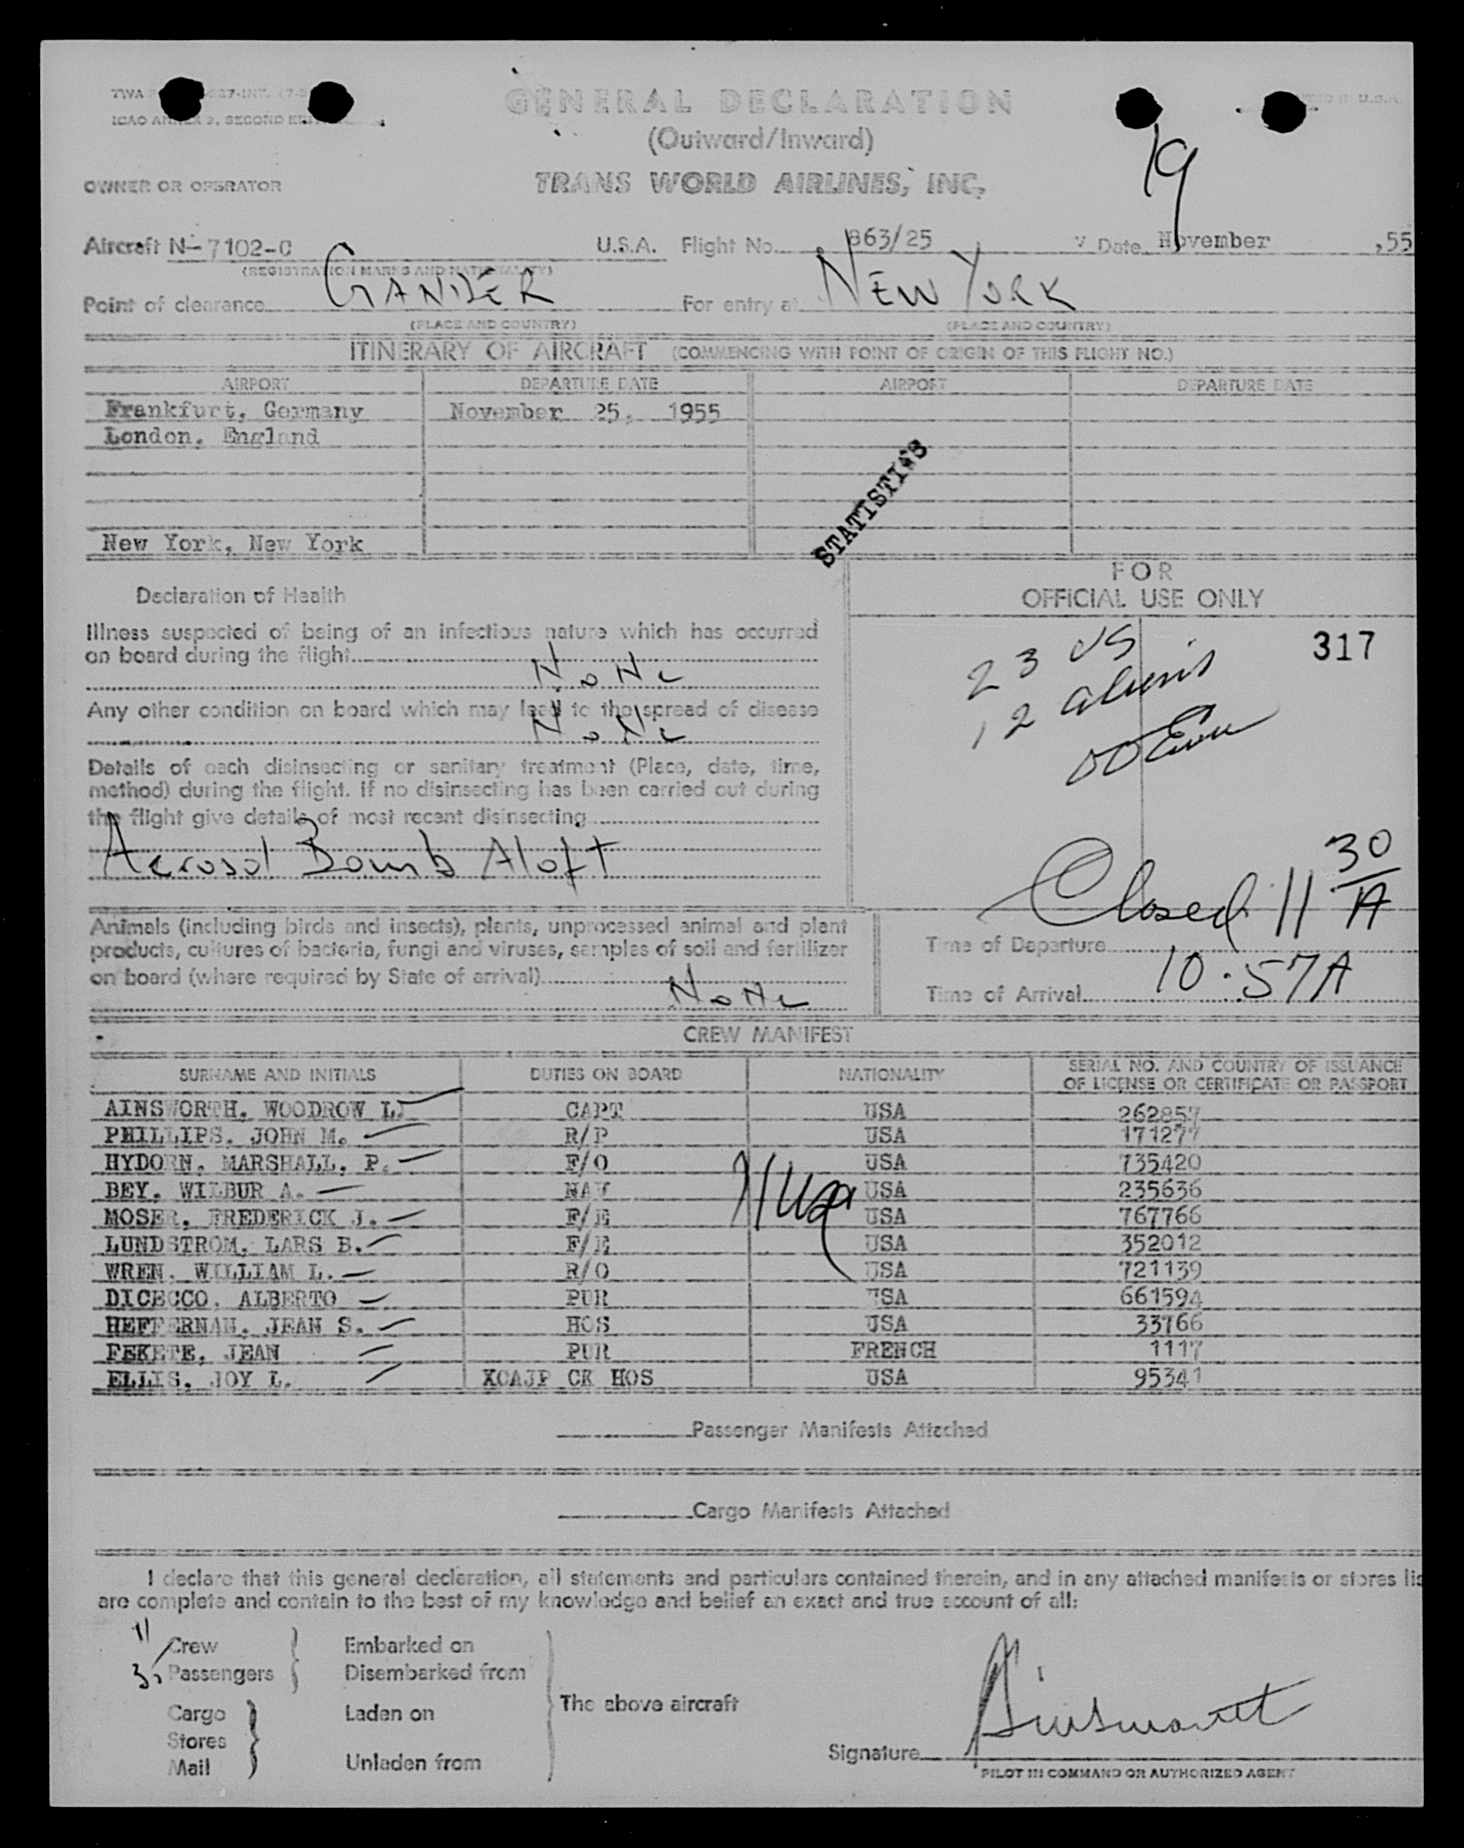 GENERAL DECLARATION
(Outward/Inward)
TRANS WORLD AIRLINES, INC.
19
OWNER OR OPERATOR
Aircraft N-7102-C U.S.A. Flight No. 863/25 Date November ,55
(REGISTRATION MARKS AND NATIONALITY)
Point of clearance GANDER For entry at NEW YORK
(PLACE AND COUNTRY) (PLACE AND COUNTRY)
ITINERARY OF AIRCRAFT (COMMENCING WITH POINT OF ORIGIN OF THIS FLIGHT NO.)
AIRPORT DEPARTURE DATE AIRPORT DEPARTURE DATE
Frankfurt, Germany November 25, 1955
London, England
STATISTICS
New York, New York
FOR
OFFICIAL USE ONLY
Declaration of Health
Illness suspected of being of an infectious nature which has occurred
on board during the flight
None
Any other condition on board which may lead to the spread of disease
None
Details of each disinsecting or sanitary treatment (Place, date, time,
method) during the flight. If no disinsecting has been carried out during
the flight give details of most recent disinsecting
Aerosol Bomb Aloft
317
23 US
12 aliens
Closed 11 30/A
Animals (including birds and insects), plants, unprocessed animal and plant
products, cultures of bacteria, fungi and viruses, samples of soil and fertilizer
on board (where required by State of arrival)
None
Time of Departure
Time of Arrival 10.57A
CREW MANIFEST
SURNAME AND INITIALS DUTIES ON BOARD NATIONALITY SERIAL NO. AND COUNTRY OF ISSUANCE
OF LICENSE OR CERTIFICATE OR PASSPORT
AINSWORTH, WOODROW L. CAPT USA 262857
PHILLIPS, JOHN M. R/P USA 171277
HYDORN, MARSHALL, P. F/O USA 735420
BEY, WILBUR A. NAV USA 235636
MOSER, FREDERICK J. F/E USA 767766
LUNDSTROM, LARS B. F/E USA 352012
WREN, WILLIAM L. R/O USA 721139
DICECCO, ALBERTO PUR USA 661594
HEFFERNAN, JEAN S. HOS USA 33766
FEKETE, JEAN PUR FRENCH 1117
ELLIS, JOY L. XCAJP CK HOS USA 95341
Passenger Manifests Attached
Cargo Manifests Attached
I declare that this general declaration, all statements and particulars contained therein, and in any attached manifests or stores lis
are complete and contain to the best of my knowledge and belief an exact and true account of all:
11 Crew Embarked on
Passengers Disembarked from
Cargo Laden on The above aircraft
Stores
Mail Unladen from
Signature Ainsworth
PILOT IN COMMAND OR AUTHORIZED AGENT